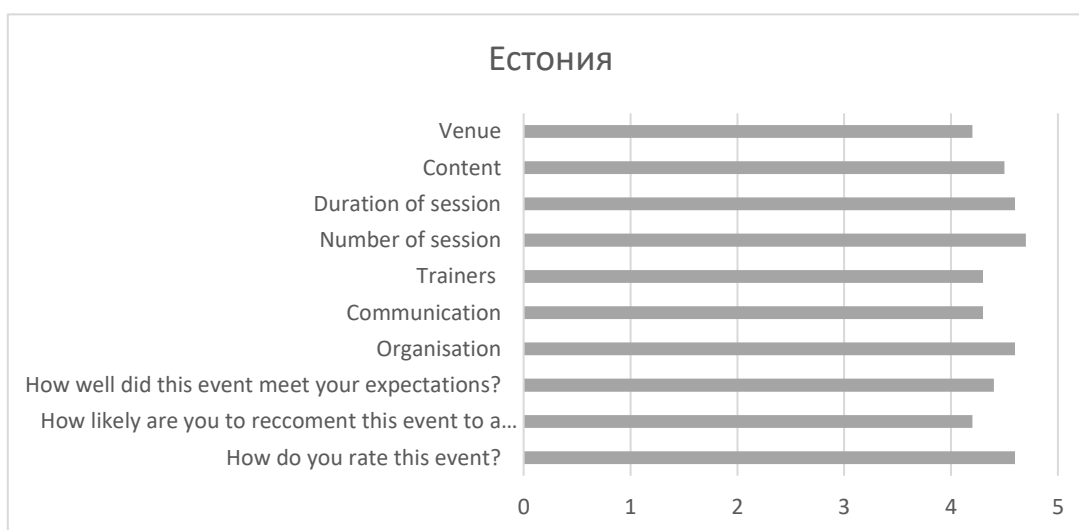 Естония
Venue
Content
Duration of session
Number of session
Trainers
Communication
Organisation
How well did this event meet your expectations?
How likely are you to reccoment this event to a...
How do you rate this event?
0 1 2 3 4 5